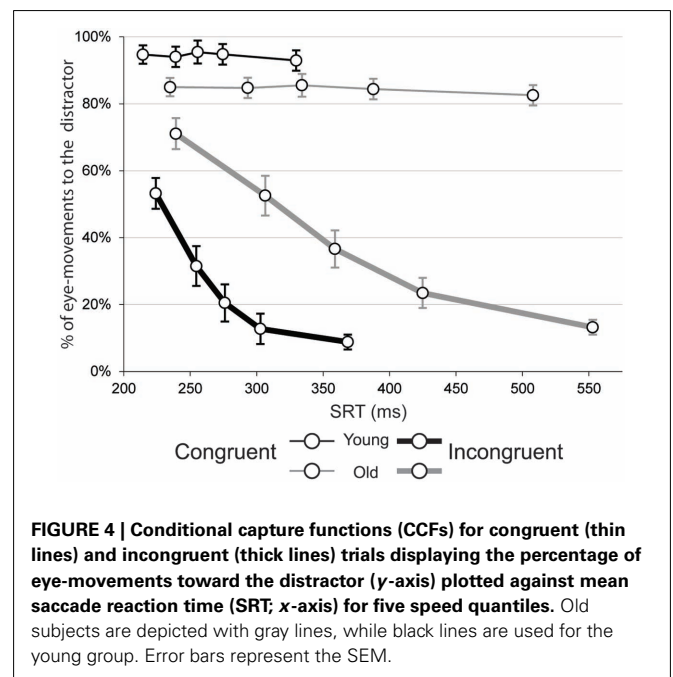 100%
80%
60%
40%
20%
0%
% of eye-movements to the distractor
200 250 300 350 400 450 500 550
SRT (ms)
Congruent Young Incongruent
Old
FIGURE 4 | Conditional capture functions (CCFs) for congruent (thin
lines) and incongruent (thick lines) trials displaying the percentage of
eye-movements toward the distractor (y-axis) plotted against mean
saccade reaction time (SRT; x-axis) for five speed quantiles. Old
subjects are depicted with gray lines, while black lines are used for the
young group. Error bars represent the SEM.